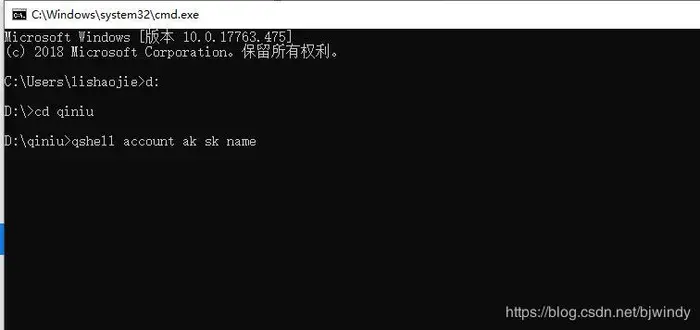 C:\Windows\system32\cmd.exe
Microsoft Windows [版本 10.0.17763.475]
(c) 2018 Microsoft Corporation。保留所有权利。
C:\Users\lishaojie>d:
D:\>cd qiniu
D:\qiniu>qshell account ak sk name
https://blog.csdn.net/bjwindy